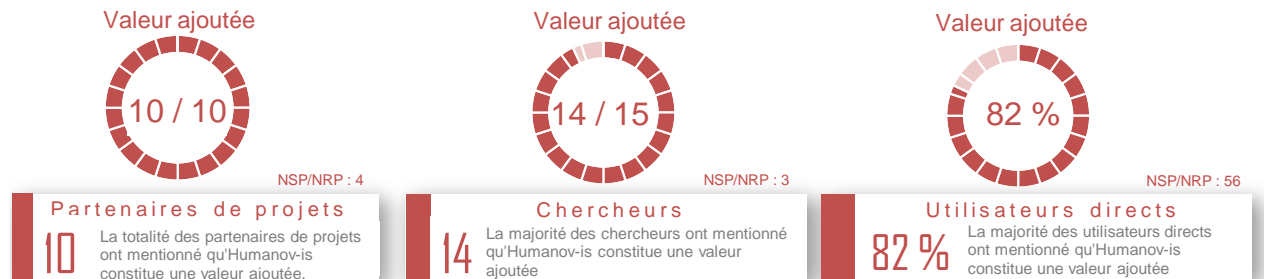 Valeur ajoutée
10 / 10
NSP/NRP : 4
Partenaires de projets
10
La totalité des partenaires de projets
ont mentionné qu'Humanov-is
constitue une valeur ajoutée.
Valeur ajoutée
14 / 15
NSP/NRP : 3
Chercheurs
14
La majorité des chercheurs ont mentionné
qu'Humanov-is constitue une valeur
ajoutée
Valeur ajoutée
82 %
NSP/NRP : 56
Utilisateurs directs
82 %
La majorité des utilisateurs directs
ont mentionné qu'Humanov-is
constitue une valeur ajoutée